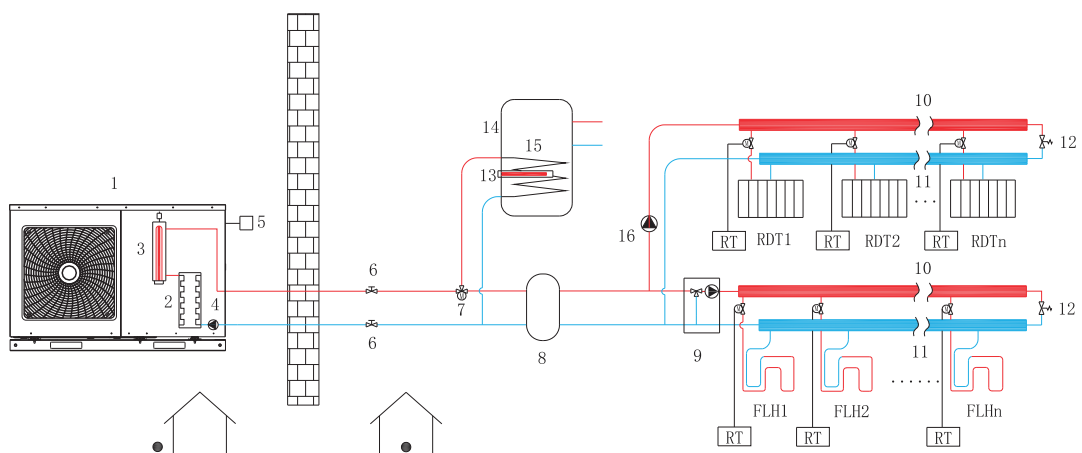 10
14
15
12
1
13
11
5
3
16
RT
RDT1
RT
RDT2
. . . .
RT
RDTn
6
10
2
4
7
12
6
8
9
11
FLH1
FLH2
. . . . . .
FLHn
RT
RT
RT